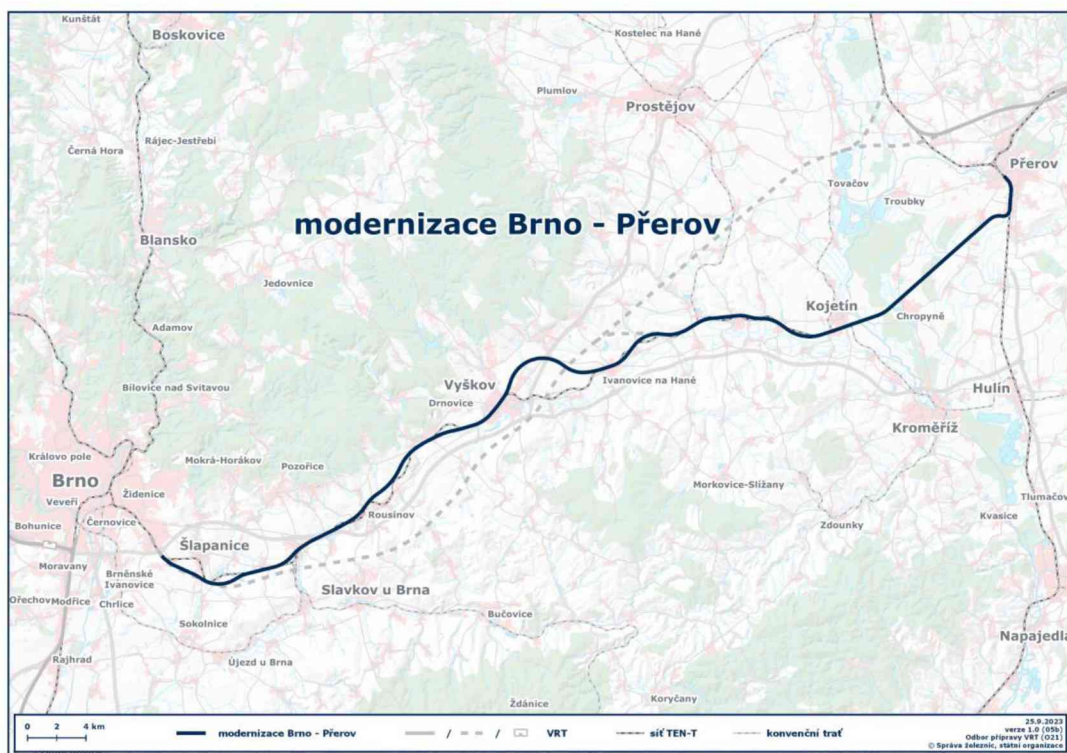 Kunštát
Boskovice
Kostelec na Hané
Plumlov
Prostějov
Rájec-Jestřebí
Černá Hora
Přerov
Tovačov
Troubky
modernizace Brno - Přerov
Blansko
Jedovnice
Kojetín
Chropyně
Adamov
Ivanovice na Hané
Vyškov
Drnovice
Bílovice nad Svitavou
Hulín
Kroměříž
Královo pole
Mokrá-Horákov
Pozořice
Brno
Židenice
Veveří
Morkovice-Slížany
Tlumačov
Rousínov
Kvasice
Bohunice
Černovice
Zdounky
Šlapanice
Moravany
Brněnské
Ivanovice
Slavkov u Brna
Ořechov
Modřice
Chrlice
Bučovice
Sokolnice
Napajedla
Rajhrad
Újezd u Brna
Koryčany
Ždánice
0 2 4 km
modernizace Brno - Přerov
/ / VRT
síť TEN-T
konvenční trať
25.9.2023
verze 1.0 (05b)
Odbor přípravy VRT (O21)
© Správa železnic, státní organizace